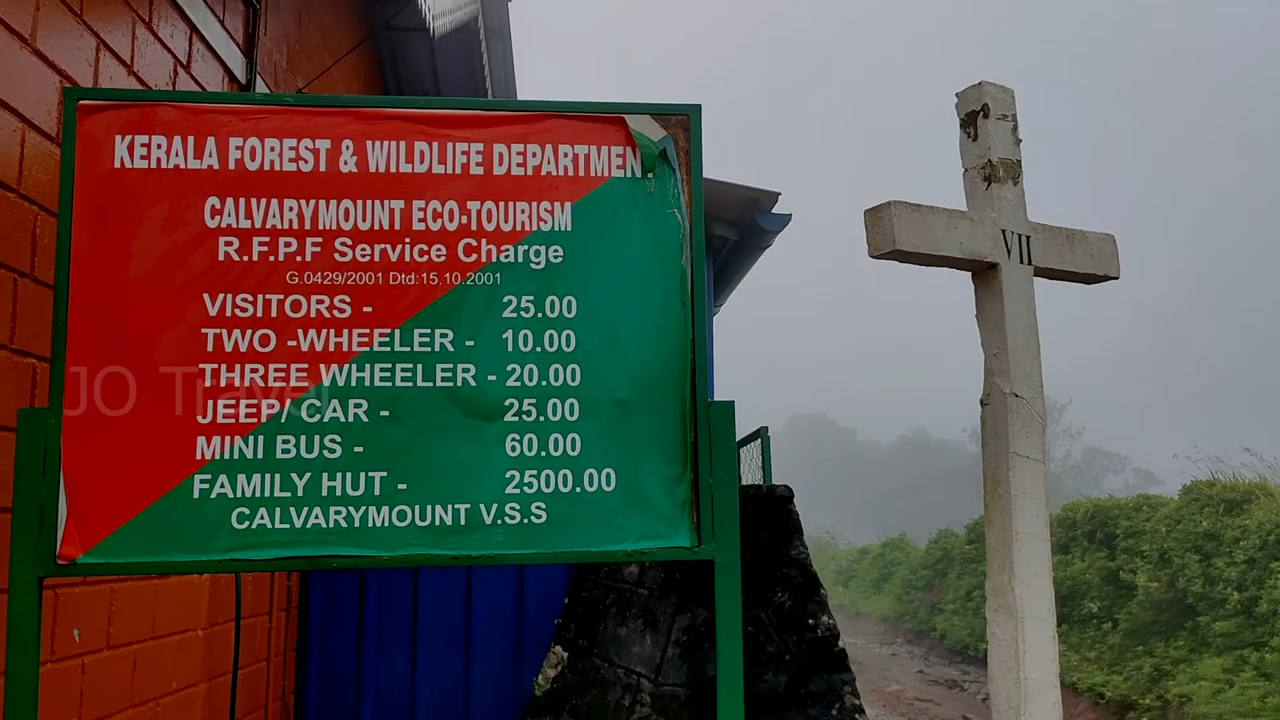 KERALA FOREST & WILDLIFE DEPARTMEN
CALVARYMOUNT ECO-TOURISM
R.F.P.F Service Charge
G.0429/2001 Dtd:15.10.2001
VISITORS - 25.00
TWO -WHEELER - 10.00
THREE WHEELER - 20.00
JEEP/ CAR - 25.00
MINI BUS - 60.00
FAMILY HUT - 2500.00
CALVARYMOUNT V.S.S
JO Travel
VII